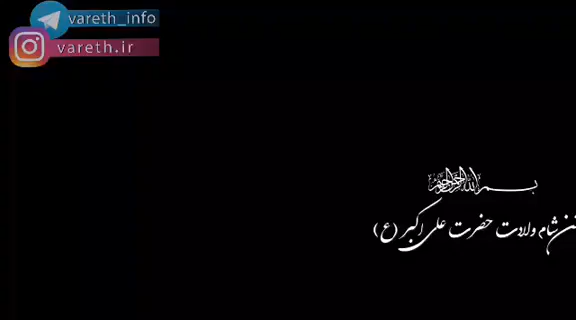 vareth_info
vareth.ir
بسم الله الرحمن الرحیم
شام ولادت حضرت علی اکبر (ع)